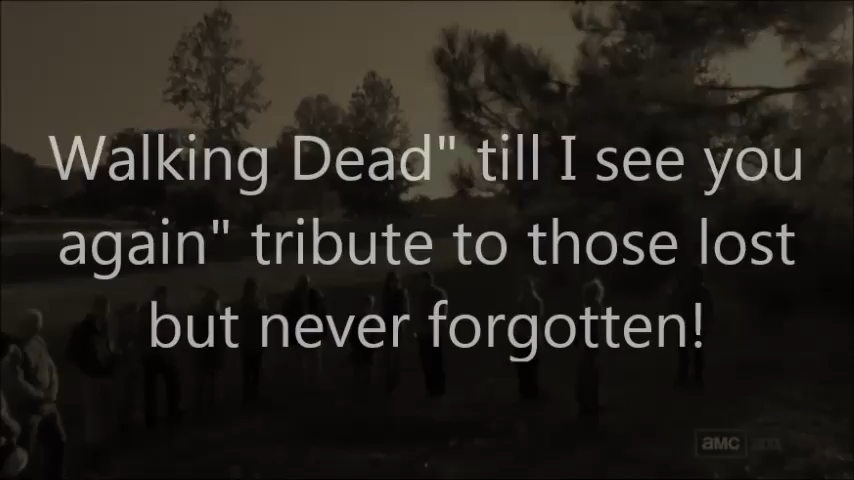 Walking Dead" till I see you
again" tribute to those lost
but never forgotten!
amc